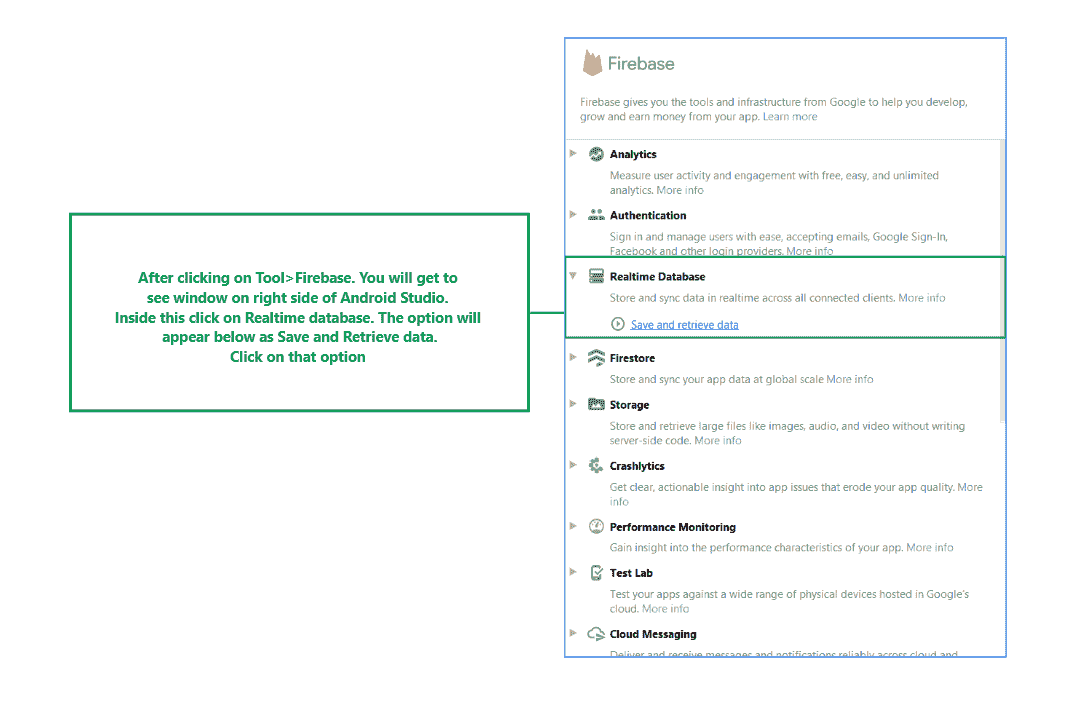 Firebase
Firebase gives you the tools and infrastructure from Google to help you develop,
grow and earn money from your app. Learn more
Analytics
Measure user activity and engagement with free, easy, and unlimited
analytics. More info
Authentication
Sign in and manage users with ease, accepting emails, Google Sign-In,
Facebook and other login providers. More info
After clicking on Tool>Firebase. You will get to
see window on right side of Android Studio.
Inside this click on Realtime database. The option will
appear below as Save and Retrieve data.
Click on that option
Realtime Database
Store and sync data in realtime across all connected clients. More info
Save and retrieve data
Firestore
Store and sync your app data at global scale More info
Storage
Store and retrieve large files like images, audio, and video without writing
server-side code. More info
Crashlytics
Get clear, actionable insight into app issues that erode your app quality. More
info
Performance Monitoring
Gain insight into the performance characteristics of your app. More info
Test Lab
Test your apps against a wide range of physical devices hosted in Google's
cloud. More info
Cloud Messaging
Deliver and receive messages and notifications reliably across cloud and